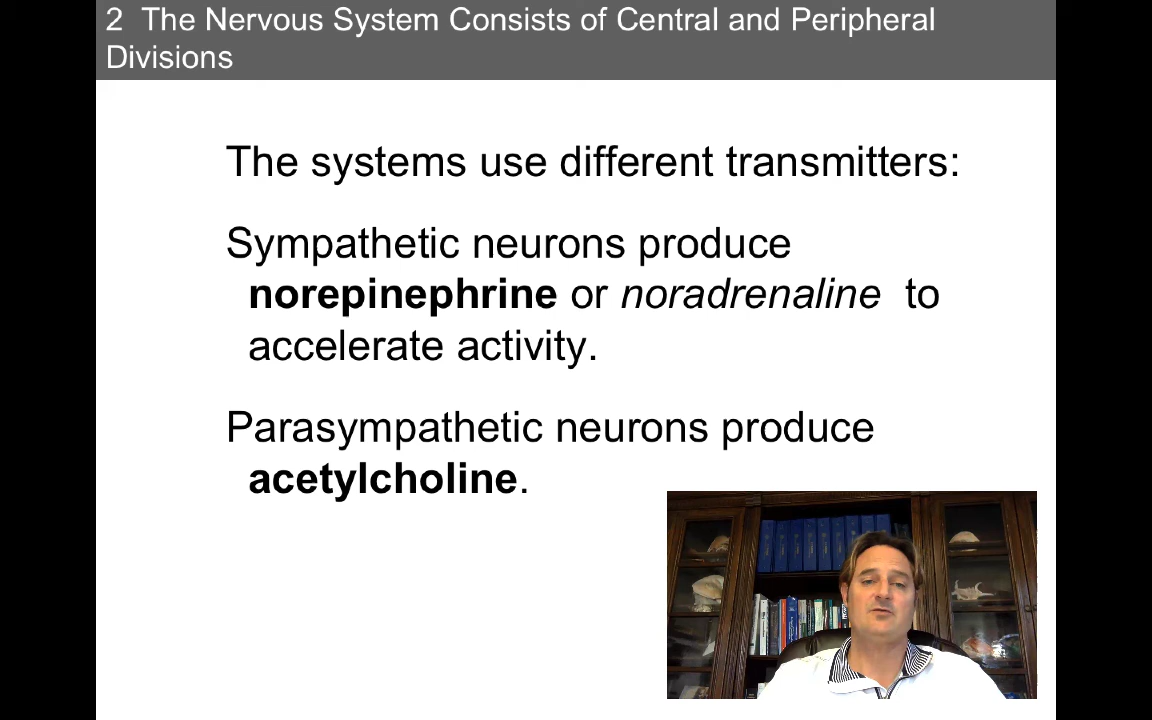 2  The Nervous System Consists of Central and Peripheral
Divisions
The systems use different transmitters:
Sympathetic neurons produce
norepinephrine or noradrenaline  to
accelerate activity.
Parasympathetic neurons produce
acetylcholine.